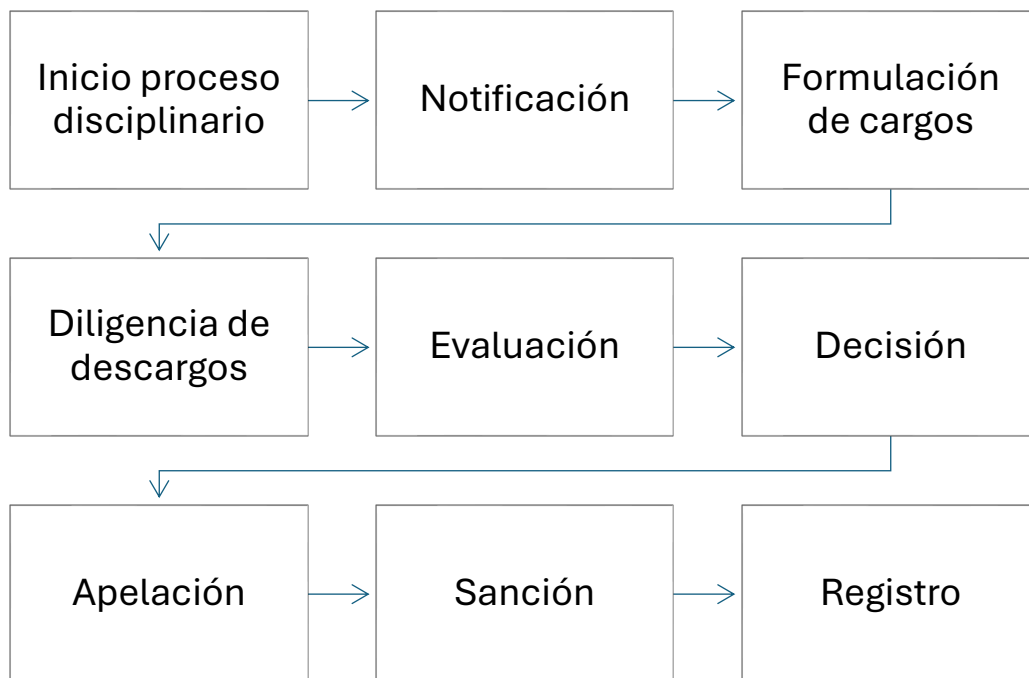 Inicio proceso
disciplinario
Notificación
Formulación
de cargos
Diligencia de
descargos
Evaluación
Decisión
Apelación
Sanción
Registro